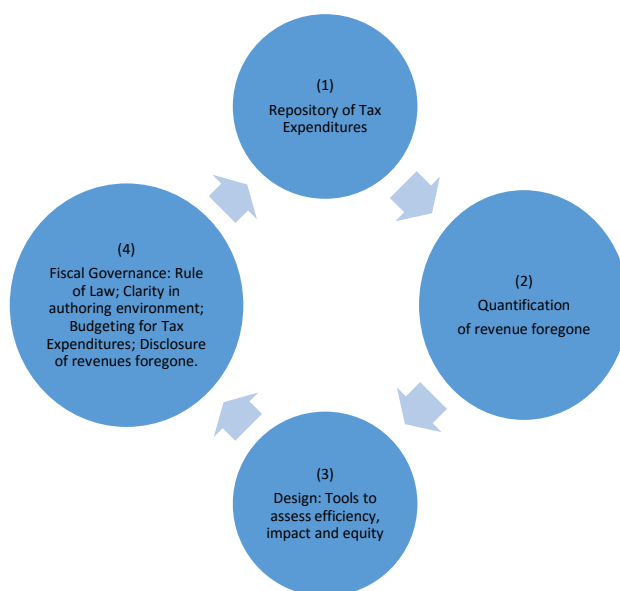 (1)
Repository of Tax
Expenditures
(2)
Quantification
of revenue foregone
(3)
Design: Tools to
assess efficiency,
impact and equity
(4)
Fiscal Governance: Rule
of Law; Clarity in
authoring environment;
Budgeting for Tax
Expenditures; Disclosure
of revenues foregone.